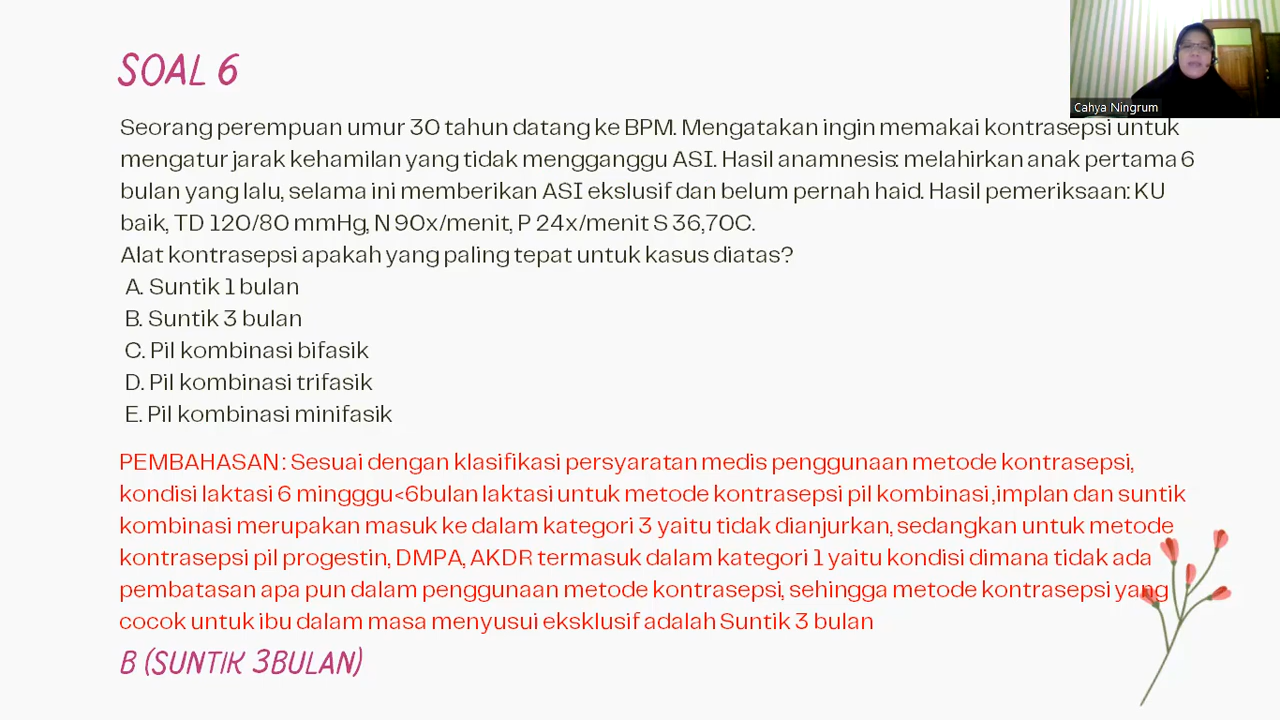 SOAL 6
Cahya Ningrum
Seorang perempuan umur 30 tahun datang ke BPM. Mengatakan ingin memakai kontrasepsi untuk
mengatur jarak kehamilan yang tidak mengganggu ASI. Hasil anamnesis: melahirkan anak pertama 6
bulan yang lalu, selama ini memberikan ASI ekslusif dan belum pernah haid. Hasil pemeriksaan: KU
baik, TD 120/80 mmHg, N 90x/menit, P 24x/menit S 36,70C.
Alat kontrasepsi apakah yang paling tepat untuk kasus diatas?
A. Suntik 1 bulan
B. Suntik 3 bulan
C. Pil kombinasi bifasik
D. Pil kombinasi trifasik
E. Pil kombinasi minifasik
PEMBAHASAN : Sesuai dengan klasifikasi persyaratan medis penggunaan metode kontrasepsi,
kondisi laktasi 6 mingggu<6bulan laktasi untuk metode kontrasepsi pil kombinasi ,implan dan suntik
kombinasi merupakan masuk ke dalam kategori 3 yaitu tidak dianjurkan, sedangkan untuk metode
kontrasepsi pil progestin, DMPA, AKDR termasuk dalam kategori 1 yaitu kondisi dimana tidak ada
pembatasan apa pun dalam penggunaan metode kontrasepsi, sehingga metode kontrasepsi yang
cocok untuk ibu dalam masa menyusui eksklusif adalah Suntik 3 bulan
B (SUNTIK 3BULAN)